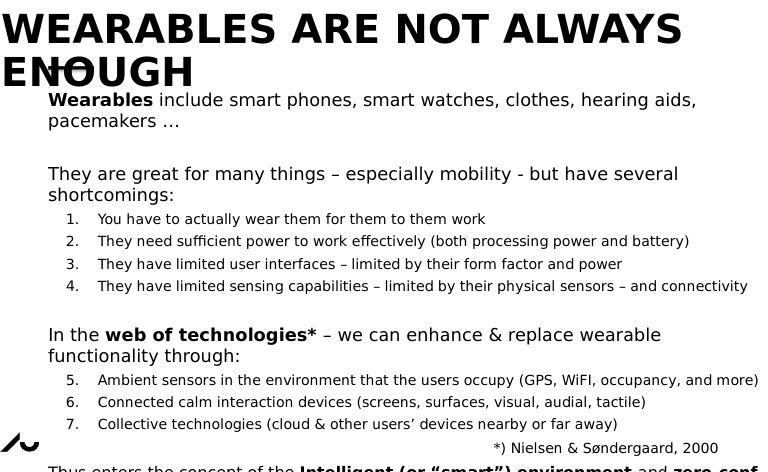 WEARABLES ARE NOT ALWAYS
ENOUGH
Wearables include smart phones, smart watches, clothes, hearing aids,
pacemakers …
They are great for many things – especially mobility - but have several
shortcomings:
1. You have to actually wear them for them to them work
2. They need sufficient power to work effectively (both processing power and battery)
3. They have limited user interfaces – limited by their form factor and power
4. They have limited sensing capabilities – limited by their physical sensors – and connectivity
In the web of technologies* – we can enhance & replace wearable
functionality through:
5. Ambient sensors in the environment that the users occupy (GPS, WiFI, occupancy, and more)
6. Connected calm interaction devices (screens, surfaces, visual, audial, tactile)
7. Collective technologies (cloud & other users’ devices nearby or far away)
*) Nielsen & Søndergaard, 2000
Thus enters the concept of the Intelligent (or “smart”) environment and zero-conf